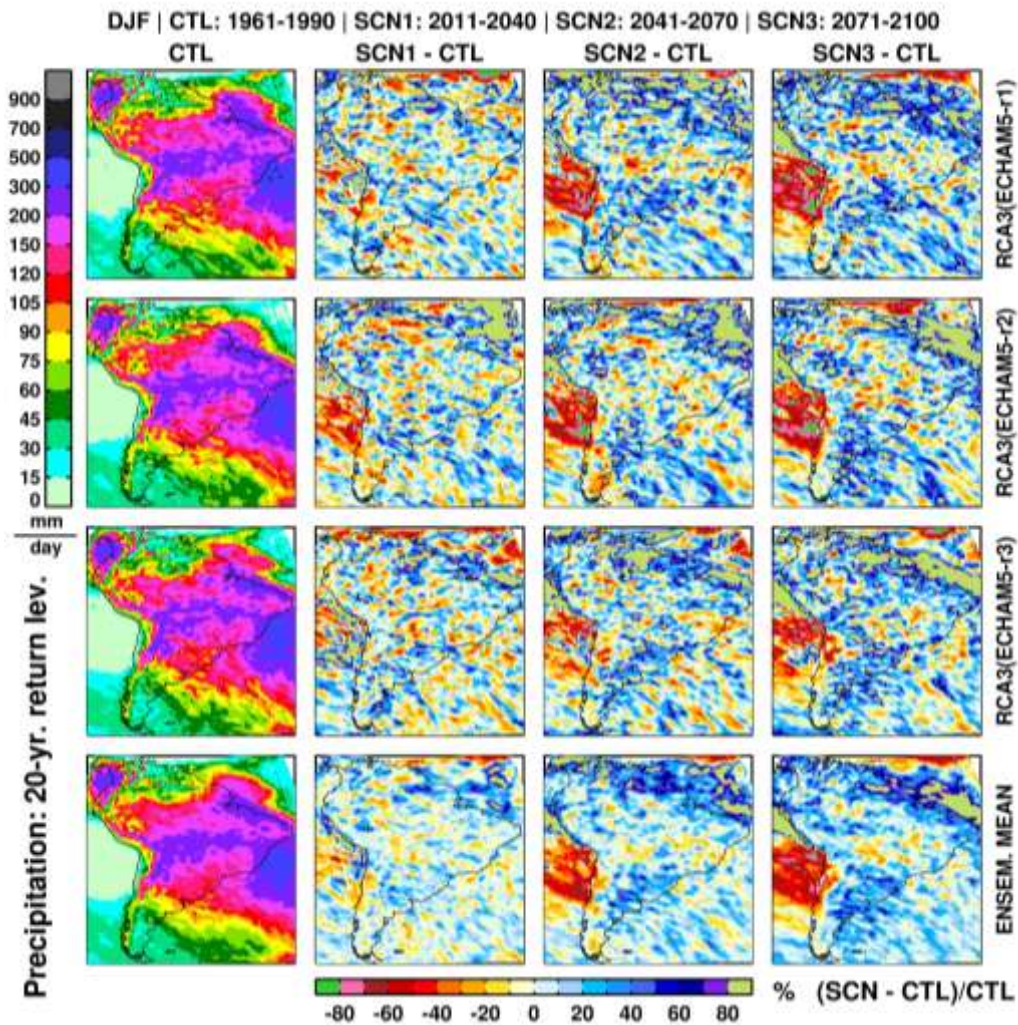 DJF | CTL: 1961-1990 | SCN1: 2011-2040 | SCN2: 2041-2070 | SCN3: 2071-2100
CTL SCN1 - CTL SCN2 - CTL SCN3 - CTL
900
700
500
300
200
150
120
105
90
75
60
45
30
15
0
mm
day
Precipitation: 20-yr. return lev.
RCA3(ECHAM5-r1)
RCA3(ECHAM5-r2)
RCA3(ECHAM5-r3)
ENSEM. MEAN
-80 -60 -40 -20 0 20 40 60 80 % (SCN - CTL)/CTL